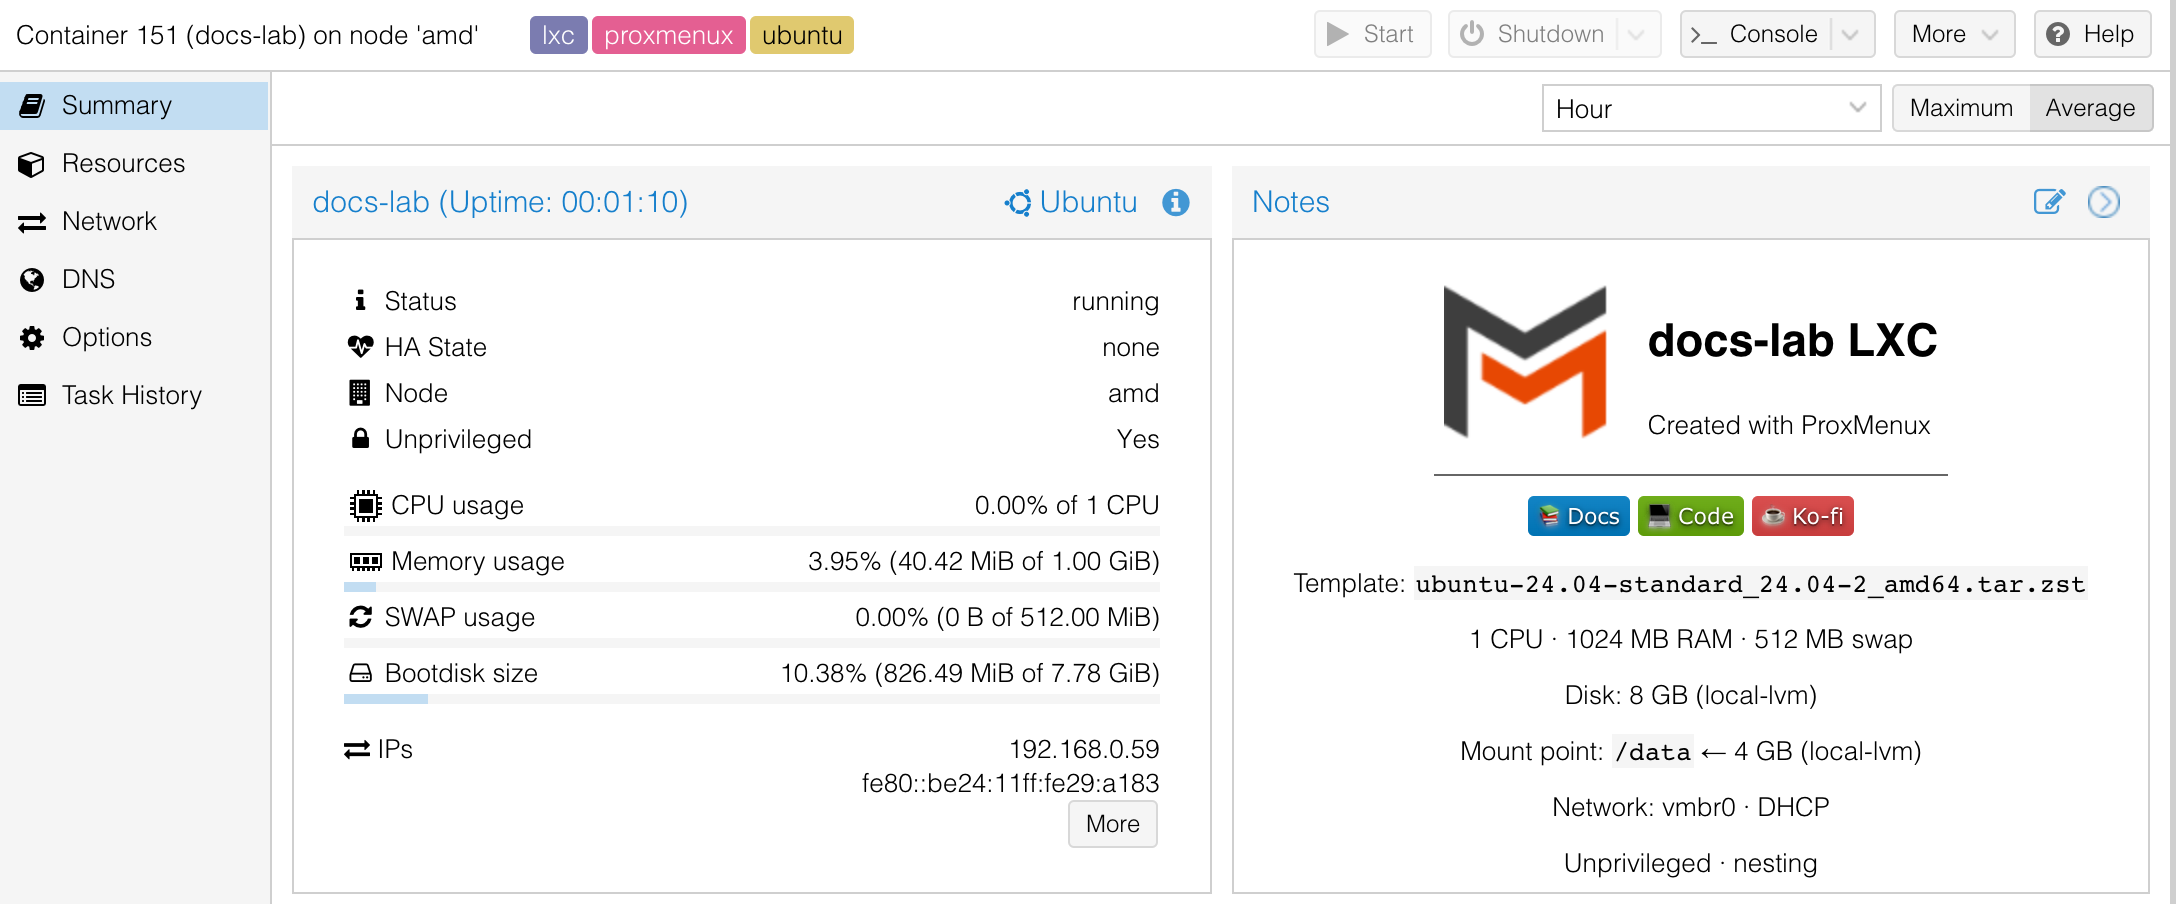 Container 151 (docs-lab) on node 'amd' lxc proxmenux ubuntu Start Shutdown >_ Console More Help
Summary
Resources
Network
DNS
Options
Task History
Hour Maximum Average
docs-lab (Uptime: 00:01:10) Ubuntu
Status running
HA State none
Node amd
Unprivileged Yes
CPU usage 0.00% of 1 CPU
Memory usage 3.95% (40.42 MiB of 1.00 GiB)
SWAP usage 0.00% (0 B of 512.00 MiB)
Bootdisk size 10.38% (826.49 MiB of 7.78 GiB)
IPs 192.168.0.59
fe80::be24:11ff:fe29:a183
More
Notes
docs-lab LXC
Created with ProxMenux
Docs Code Ko-fi
Template: ubuntu-24.04-standard_24.04-2_amd64.tar.zst
1 CPU · 1024 MB RAM · 512 MB swap
Disk: 8 GB (local-lvm)
Mount point: /data ← 4 GB (local-lvm)
Network: vmbr0 · DHCP
Unprivileged · nesting